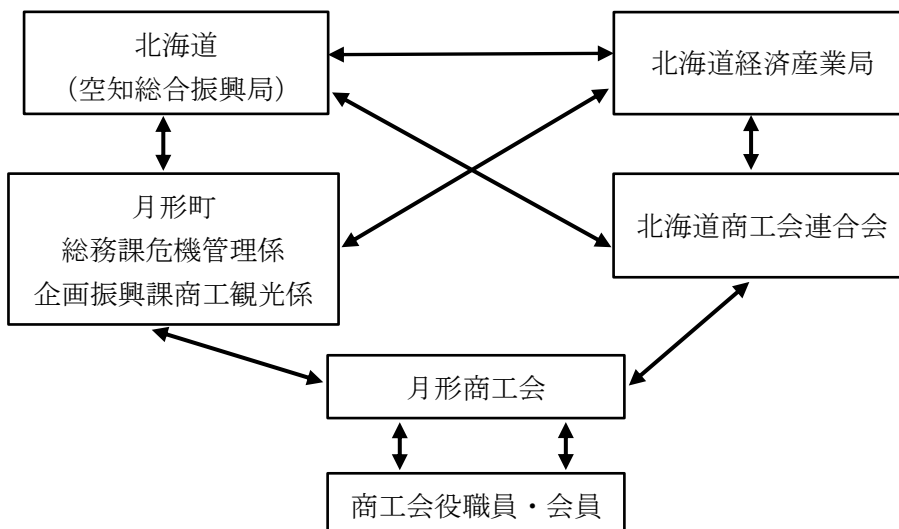 北海道
(空知総合振興局)
北海道経済産業局
月形町
総務課危機管理係
企画振興課商工観光係
北海道商工会連合会
月形商工会
商工会役職員・会員